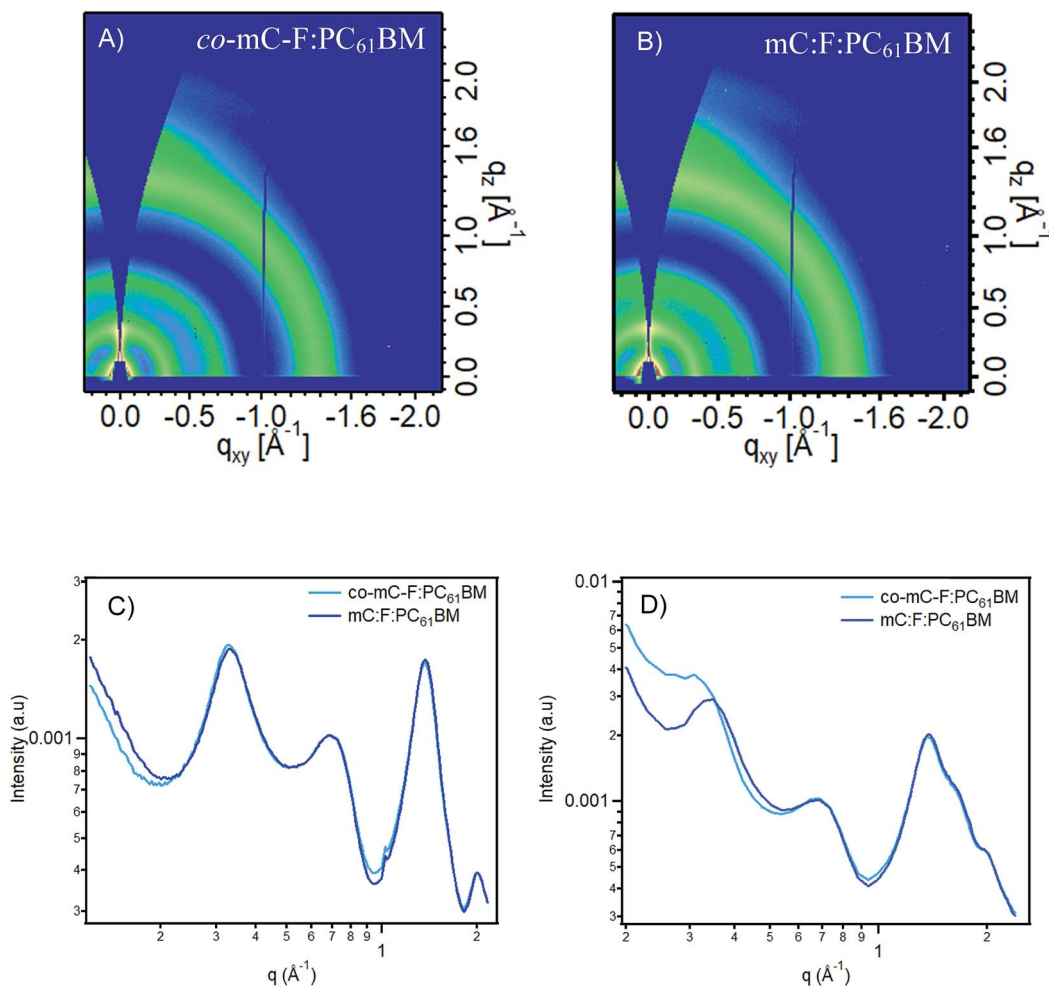 A) co-mC-F:PC₆₁BM
2.0
1.6
1.0
0.5
0.0
qz [Å⁻¹]
0.0 -0.5 -1.0 -1.6 -2.0
qxy [Å⁻¹]
B) mC:F:PC₆₁BM
2.0
1.6
1.0
0.5
0.0
qz [Å⁻¹]
0.0 -0.5 -1.0 -1.6 -2.0
qxy [Å⁻¹]
C)
co-mC-F:PC₆₁BM
mC:F:PC₆₁BM
Intensity (a.u)
3
2
0.001
9
8
7
6
5
4
3
2 3 4 5 6 7 8 9 1 2
q (Å⁻¹)
D)
co-mC-F:PC₆₁BM
mC:F:PC₆₁BM
Intensity (a.u)
0.01
8
7
6
5
4
3
2
0.001
8
7
6
5
4
3
2 3 4 5 6 7 8 9 1 2
q (Å⁻¹)